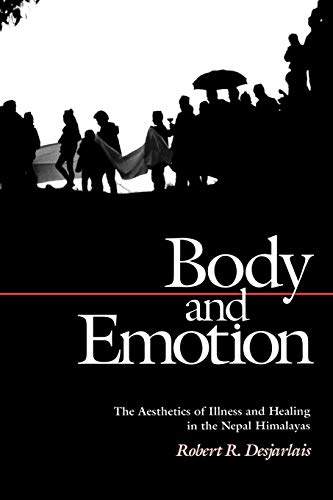 Body
and
Emotion
The Aesthetics of Illness and Healing
in the Nepal Himalayas
Robert R. Desjarlais